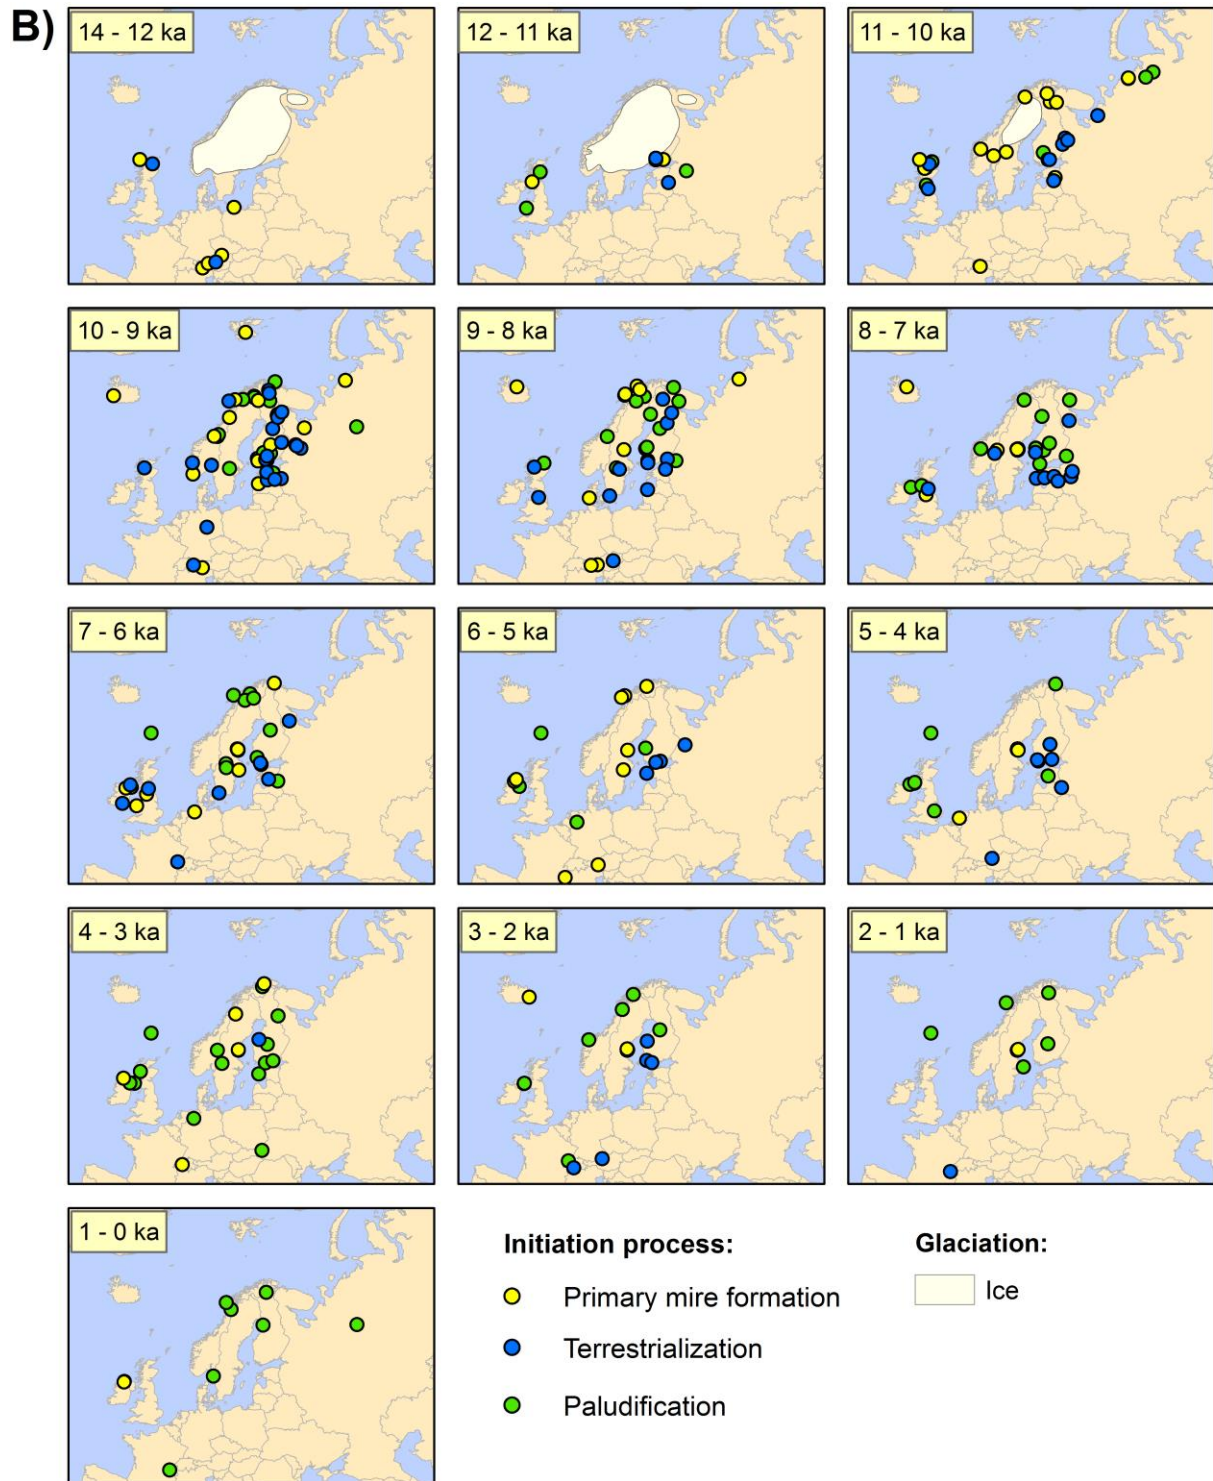 B)
14 - 12 ka
12 - 11 ka
11 - 10 ka
10 - 9 ka
9 - 8 ka
8 - 7 ka
7 - 6 ka
6 - 5 ka
5 - 4 ka
4 - 3 ka
3 - 2 ka
2 - 1 ka
1 - 0 ka
Initiation process:
Primary mire formation
Terrestrialization
Paludification
Glaciation:
Ice